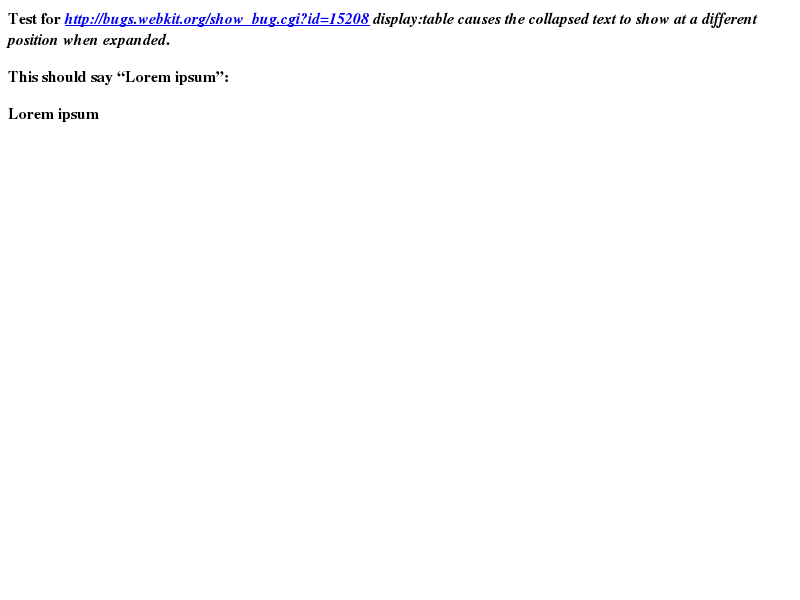 Test for http://bugs.webkit.org/show_bug.cgi?id=15208 display:table causes the collapsed text to show at a different
position when expanded.
This should say “Lorem ipsum”:
Lorem ipsum